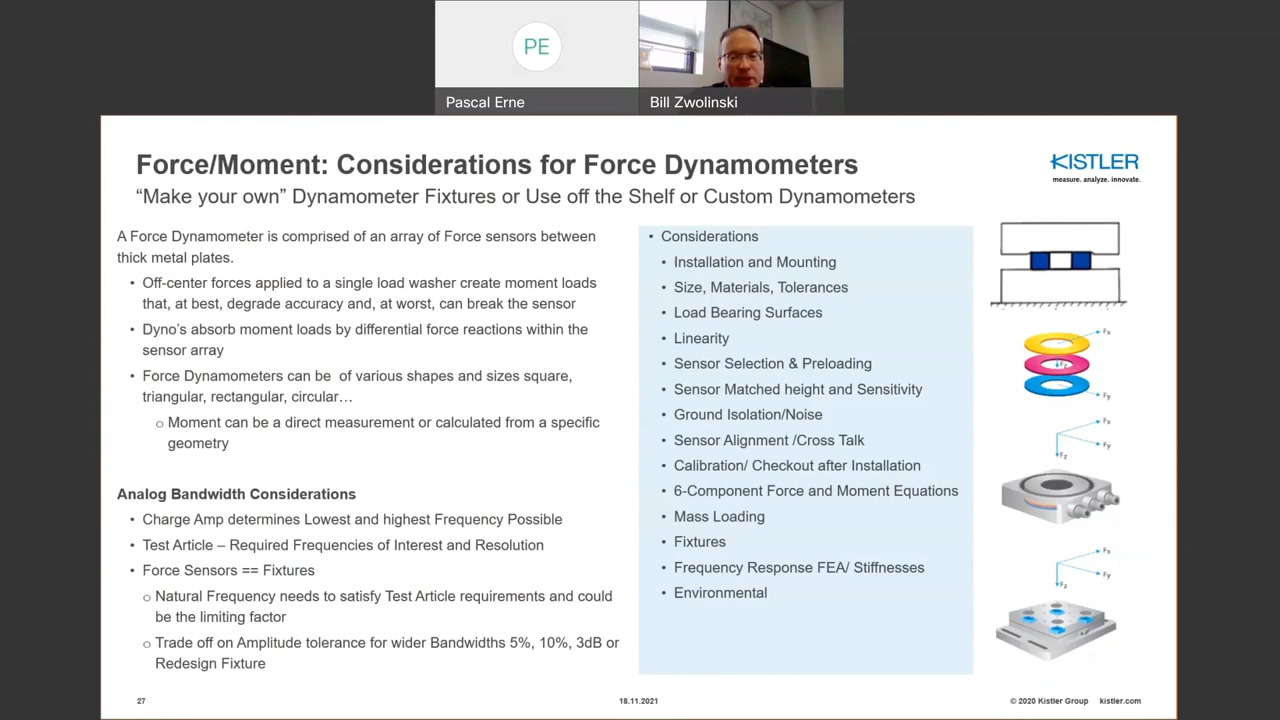 PE
Pascal Erne
Bill Zwolinski
Force/Moment: Considerations for Force Dynamometers
KISTLER
measure. analyze. innovate.
“Make your own” Dynamometer Fixtures or Use off the Shelf or Custom Dynamometers
A Force Dynamometer is comprised of an array of Force sensors between
thick metal plates.
• Off-center forces applied to a single load washer create moment loads
that, at best, degrade accuracy and, at worst, can break the sensor
• Dyno’s absorb moment loads by differential force reactions within the
sensor array
• Force Dynamometers can be  of various shapes and sizes square,
triangular, rectangular, circular…
o Moment can be a direct measurement or calculated from a specific
geometry
Analog Bandwidth Considerations
• Charge Amp determines Lowest and highest Frequency Possible
• Test Article – Required Frequencies of Interest and Resolution
• Force Sensors == Fixtures
o Natural Frequency needs to satisfy Test Article requirements and could
be the limiting factor
o Trade off on Amplitude tolerance for wider Bandwidths 5%, 10%, 3dB or
Redesign Fixture
• Considerations
• Installation and Mounting
• Size, Materials, Tolerances
• Load Bearing Surfaces
• Linearity
• Sensor Selection & Preloading
• Sensor Matched height and Sensitivity
• Ground Isolation/Noise
• Sensor Alignment /Cross Talk
• Calibration/ Checkout after Installation
• 6-Component Force and Moment Equations
• Mass Loading
• Fixtures
• Frequency Response FEA/ Stiffnesses
• Environmental
Fx
Fz
Fy
Fx
Fy
Fz
Fx
Fy
Fz
27
18.11.2021
© 2020 Kistler Group
kistler.com